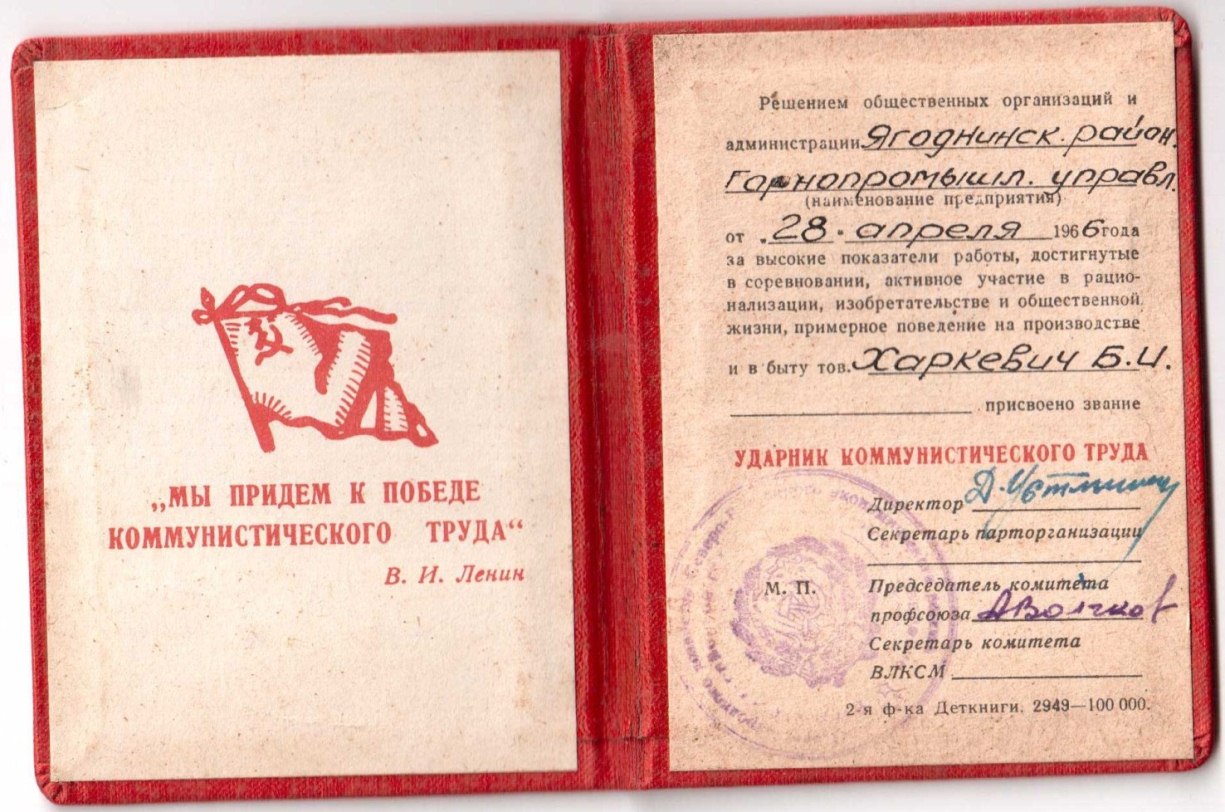 „МЫ ПРИДЕМ К ПОБЕДЕ
КОММУНИСТИЧЕСКОГО ТРУДА“
В. И. Ленин
Решением общественных организаций и
администрации Ягоднинск. район.
Горнопромышл. управл.
(наименование предприятия)
от „28“ апреля 1966 года
за высокие показатели работы, достигнутые
в соревновании, активное участие в рацио-
нализации, изобретательстве и общественной
жизни, примерное поведение на производстве
и в быту тов. Харкевич Б.И.
присвоено звание
УДАРНИК КОММУНИСТИЧЕСКОГО ТРУДА
Директор
Секретарь парторганизации
М. П. Председатель комитета
профсоюза АВолчков
Секретарь комитета
ВЛКСМ
2-я ф-ка Деткниги. 2949—100 000.